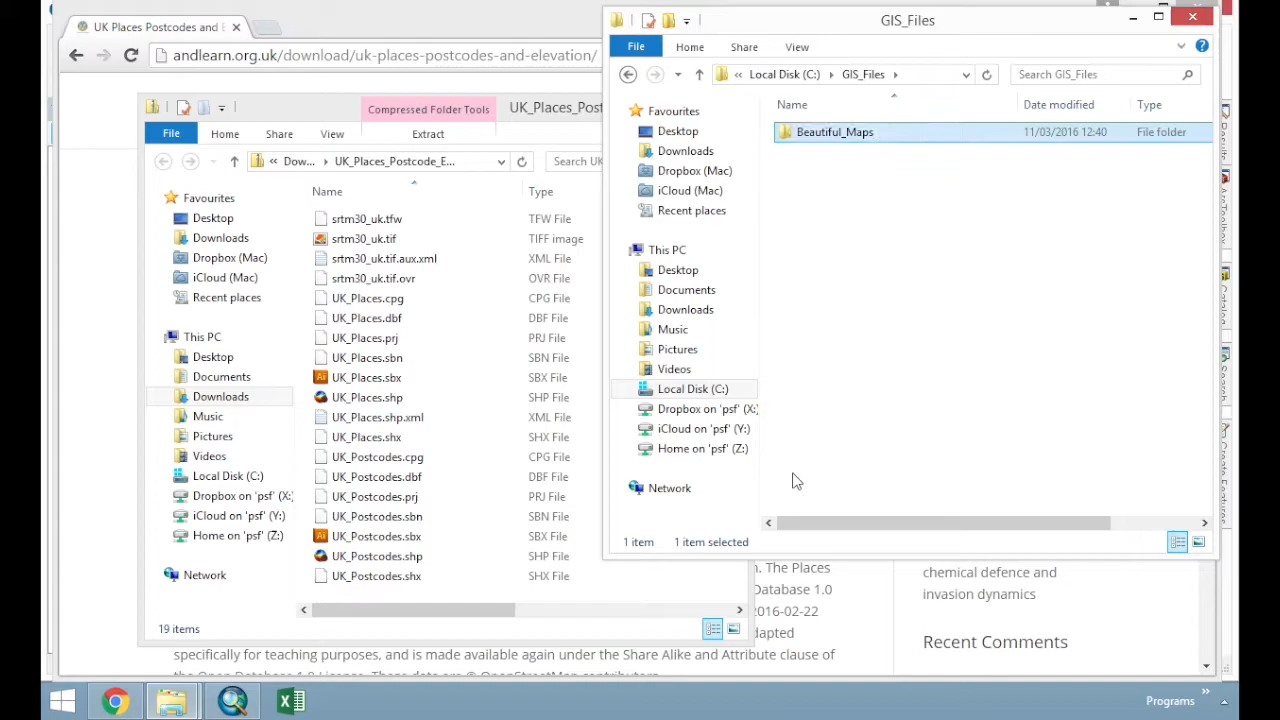 UK Places Postcodes and E
andlearn.org.uk/download/uk-places-postcodes-and-elevation/
GIS_Files
File Home Share View
Local Disk (C:) GIS_Files
Search GIS_Files
Favourites
Desktop
Downloads
Dropbox (Mac)
iCloud (Mac)
Recent places
This PC
Desktop
Documents
Downloads
Music
Pictures
Videos
Local Disk (C:)
Dropbox on 'psf' (X:)
iCloud on 'psf' (Y:)
Home on 'psf' (Z:)
Network
Name Date modified Type
Beautiful_Maps 11/03/2016 12:40 File folder
1 item 1 item selected
Compressed Folder Tools UK_Places_Post
File Home Share View Extract
Dow... UK_Places_Postcode_E...
Search UK
Favourites
Desktop
Downloads
Dropbox (Mac)
iCloud (Mac)
Recent places
This PC
Desktop
Documents
Downloads
Music
Pictures
Videos
Local Disk (C:)
Dropbox on 'psf' (X:
iCloud on 'psf' (Y:)
Home on 'psf' (Z:)
Network
Name Type
srtm30_uk.tfw TFW File
srtm30_uk.tif TIFF image
srtm30_uk.tif.aux.xml XML File
srtm30_uk.tif.ovr OVR File
UK_Places.cpg CPG File
UK_Places.dbf DBF File
UK_Places.prj PRJ File
UK_Places.sbn SBN File
UK_Places.sbx SBX File
UK_Places.shp SHP File
UK_Places.shp.xml XML File
UK_Places.shx SHX File
UK_Postcodes.cpg CPG File
UK_Postcodes.dbf DBF File
UK_Postcodes.prj PRJ File
UK_Postcodes.sbn SBN File
UK_Postcodes.sbx SBX File
UK_Postcodes.shp SHP File
UK_Postcodes.shx SHX File
19 items
n. The Places
Database 1.0
2016-02-22
dapted
specifically for teaching purposes, and is made available again under the Share Alike and Attribute clause of
chemical defence and
invasion dynamics
Recent Comments
Results
ArcToolbox
Catalog
Search
Create Features
Programs